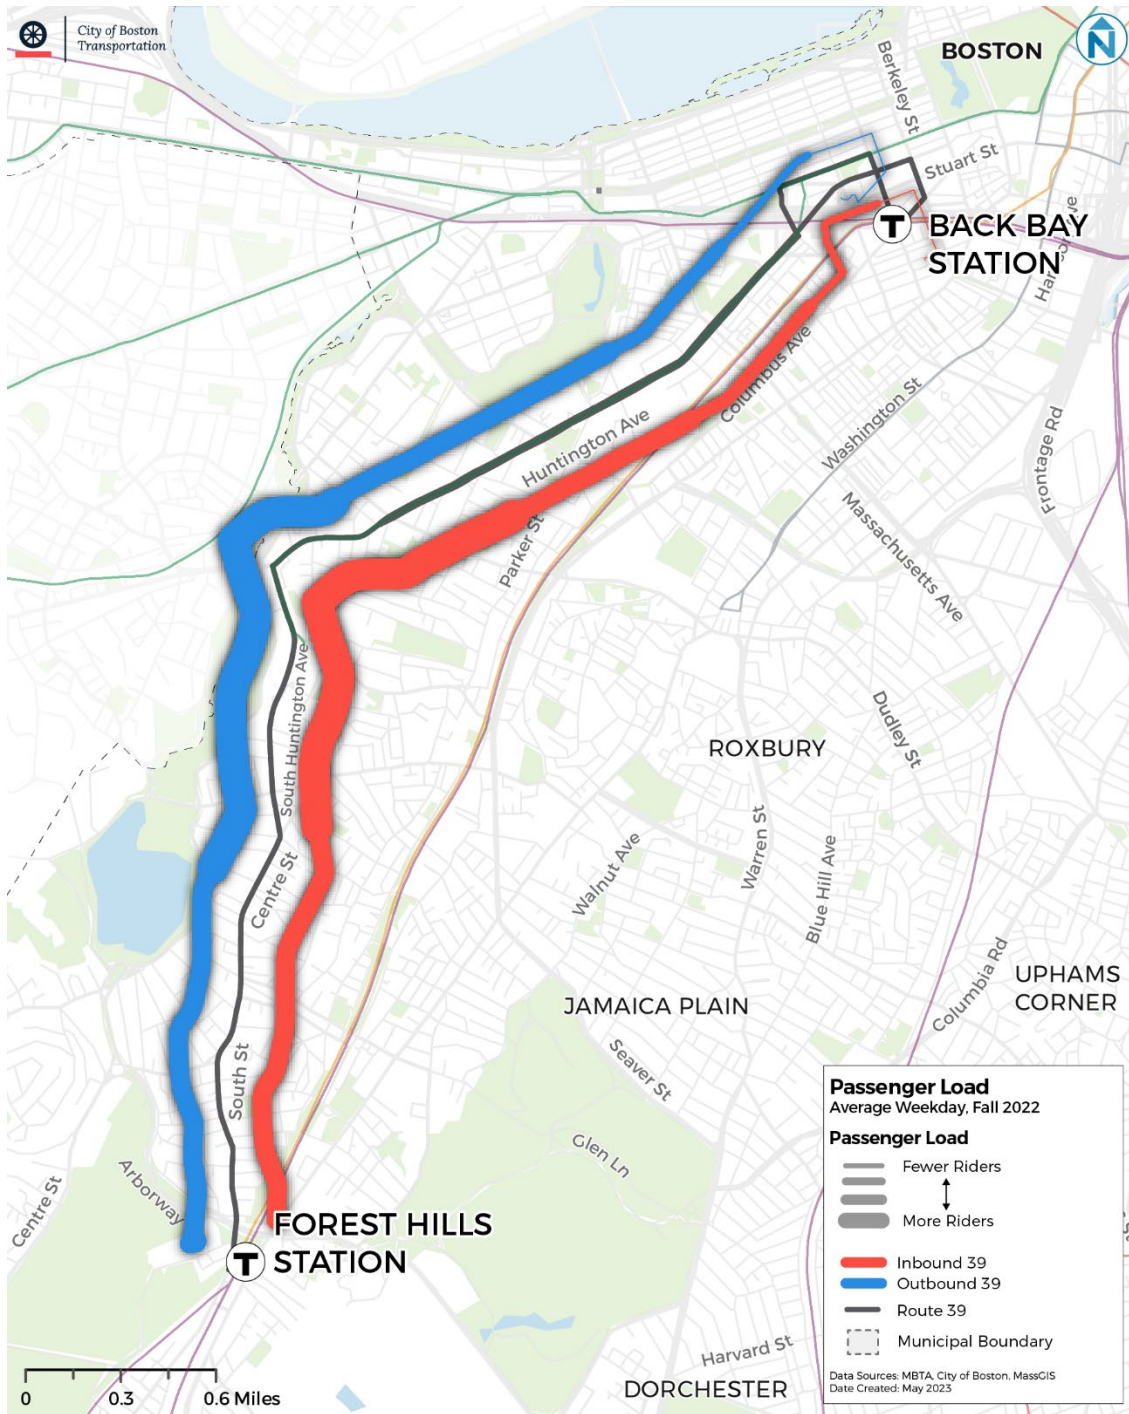 City of Boston
Transportation
BOSTON
N
Berkeley St
Stuart St
T
BACK BAY
STATION
Columbus Ave
Washington St
Frontage Rd
Huntington Ave
Massachusetts Ave
Parker St
South Huntington Ave
Dudley St
ROXBURY
Warren St
Walnut Ave
Blue Hill Ave
Centre St
Columbia Rd
UPHAMS
CORNER
JAMAICA PLAIN
Seaver St
South St
Glen Ln
Arborway
Centre St
FOREST HILLS
STATION
T
Harvard St
DORCHESTER
0 0.3 0.6 Miles
Passenger Load
Average Weekday, Fall 2022
Passenger Load
Fewer Riders
More Riders
Inbound 39
Outbound 39
Route 39
Municipal Boundary
Data Sources: MBTA, City of Boston, MassGIS
Date Created: May 2023